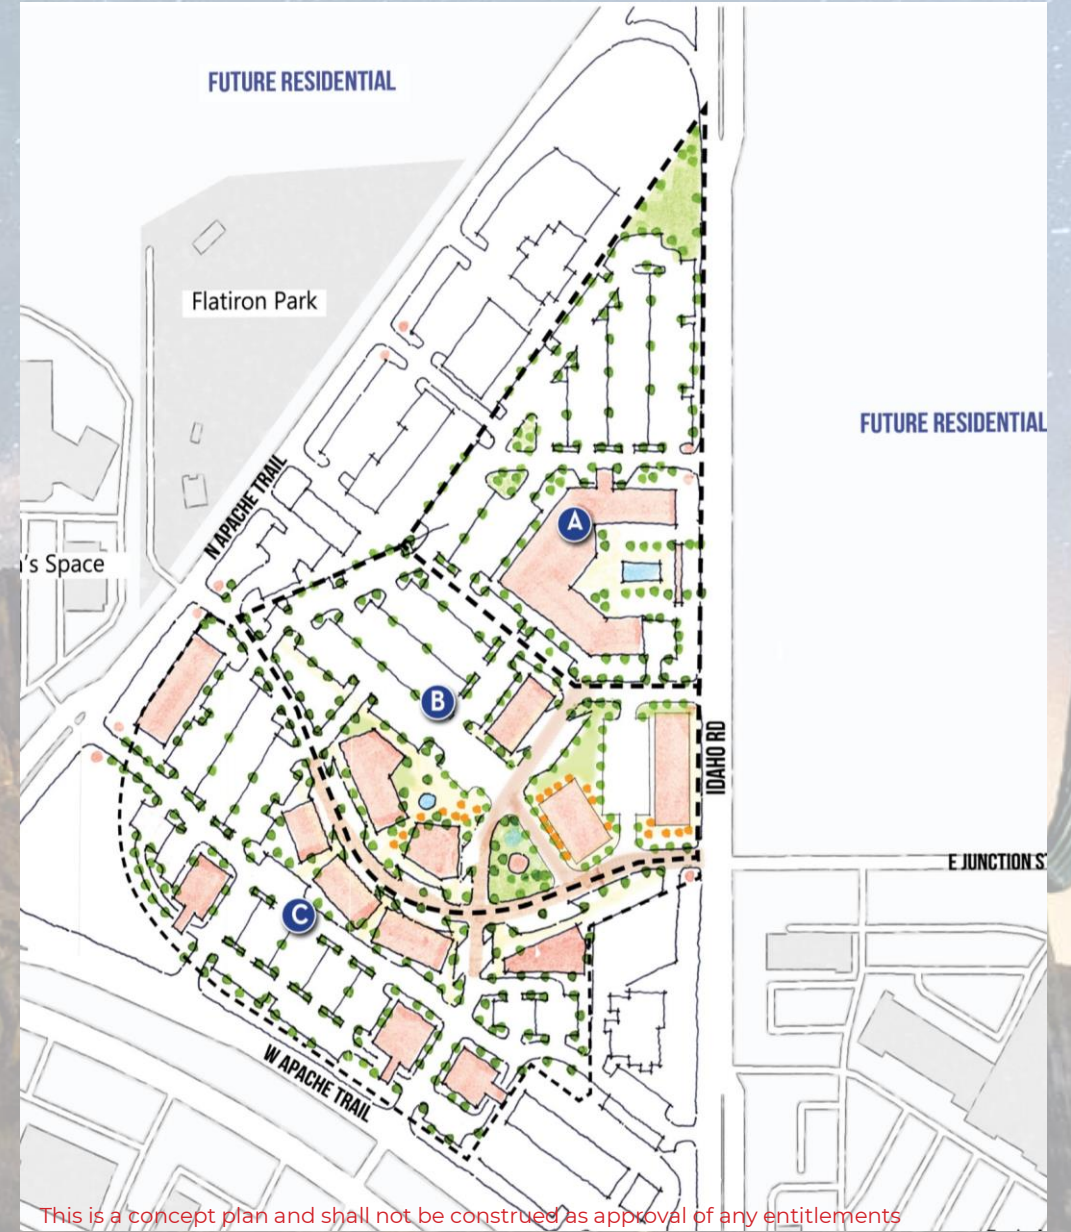 FUTURE RESIDENTIAL
Flatiron Park
FUTURE RESIDENTIAL
N APACHE TRAIL
A
's Space
B
IDAHO RD
E JUNCTION S
C
W APACHE TRAIL
This is a concept plan and shall not be construed as approval of any entitlements